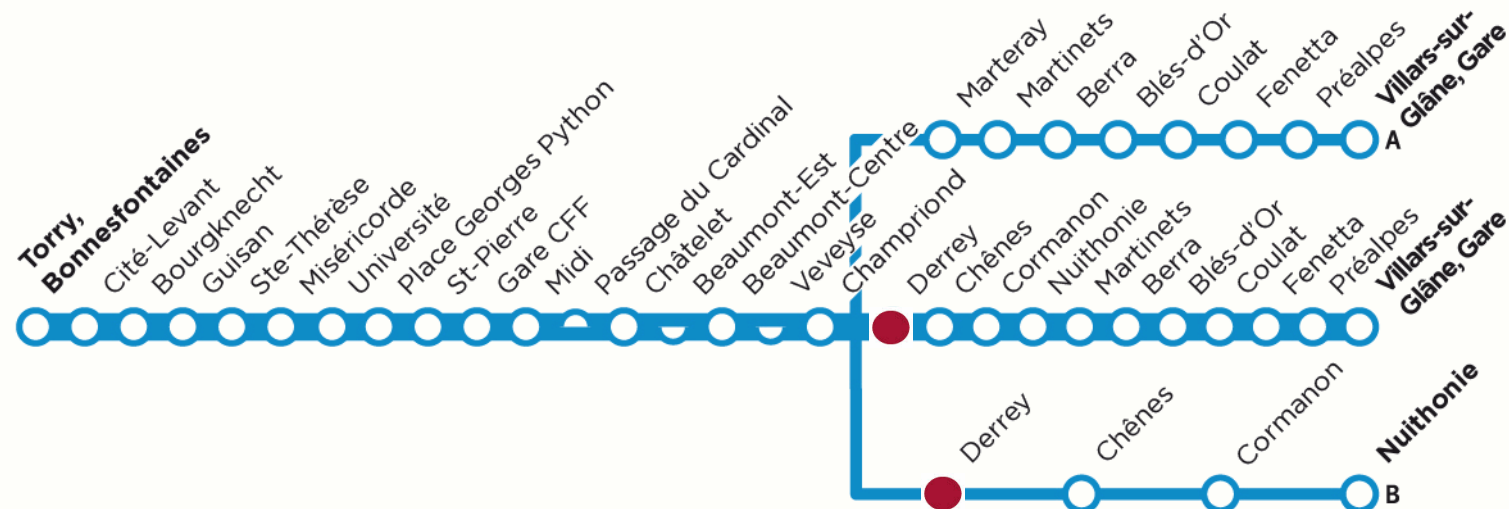 Torry,
Bonnesfontaines
Cité-Levant
Bourgknecht
Guisan
Ste-Thérèse
Miséricorde
Université
Place Georges Python
St-Pierre
Gare CFF
Midi
Passage du Cardinal
Châtelet
Beaumont-Est
Beaumont-Centre
Veveyse
Champriond
Marteray
Martinets
Berra
Blés-d'Or
Coulat
Fenetta
Préalpes
Villars-sur-
Glâne, Gare
A
Derrey
Chênes
Cormanon
Nuithonie
Martinets
Berra
Blés-d'Or
Coulat
Fenetta
Préalpes
Villars-sur-
Glâne, Gare
Derrey
Chênes
Cormanon
Nuithonie
B